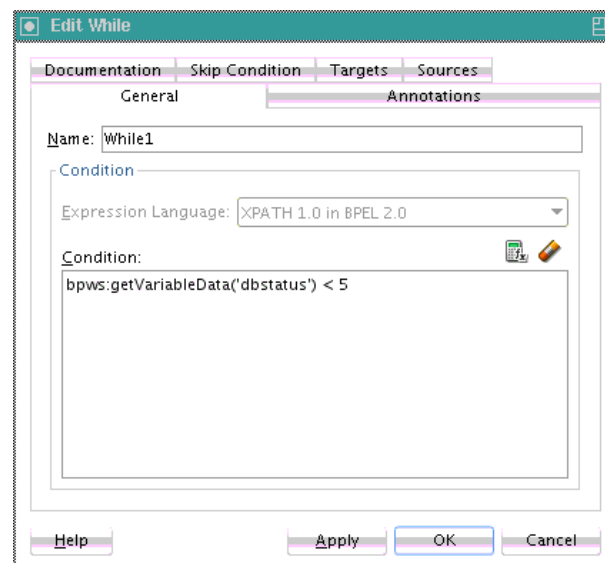 Edit While
Documentation Skip Condition Targets Sources
General Annotations
Name: While1
Condition
Expression Language: XPATH 1.0 in BPEL 2.0
Condition:
bpws:getVariableData('dbstatus') < 5
Help Apply OK Cancel